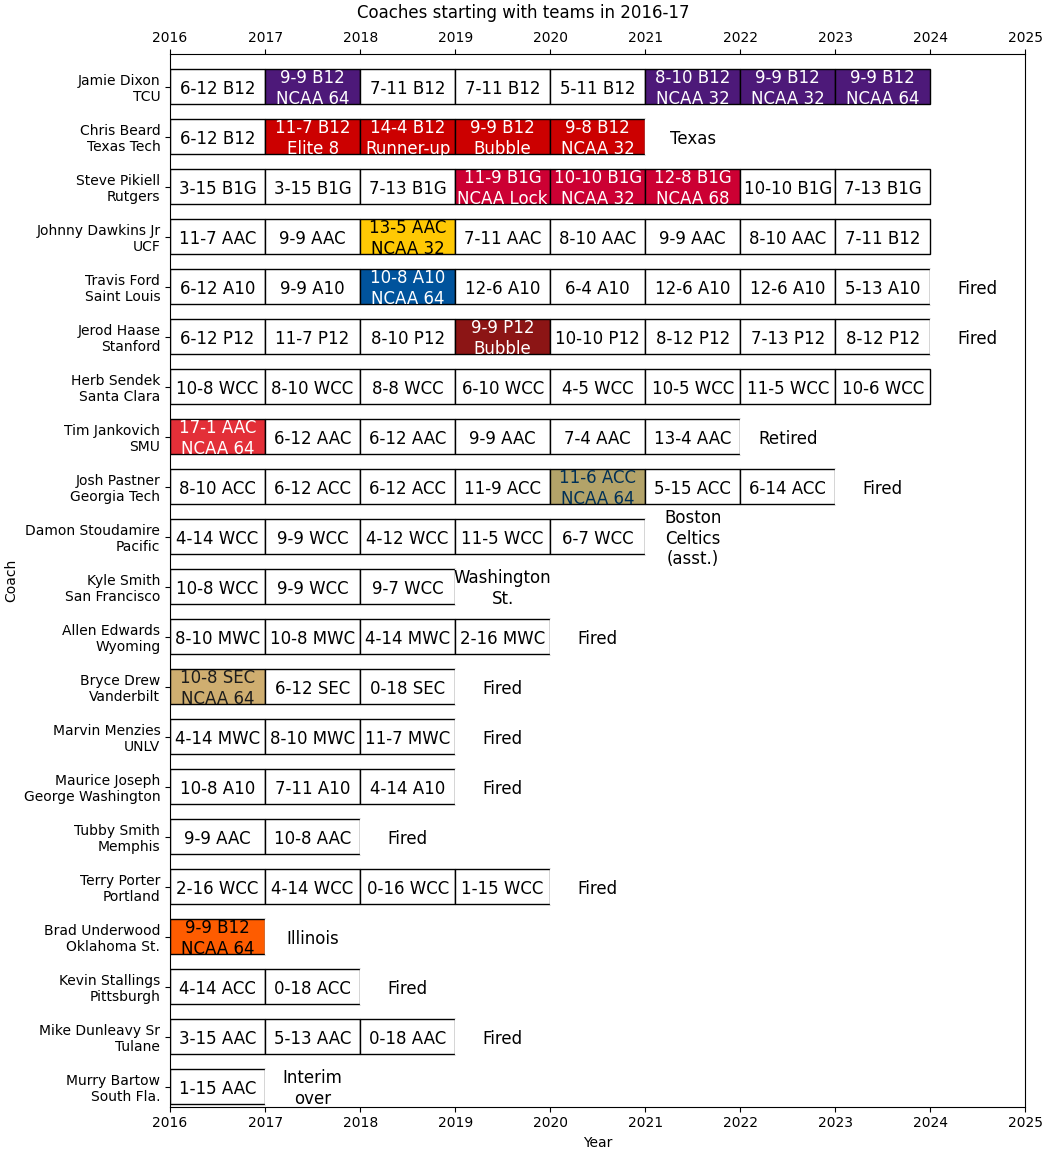 Coaches starting with teams in 2016-17
2016 2017 2018 2019 2020 2021 2022 2023 2024 2025
Coach
Jamie Dixon
TCU
6-12 B12
9-9 B12
NCAA 64
7-11 B12
7-11 B12
5-11 B12
8-10 B12
NCAA 32
9-9 B12
NCAA 32
9-9 B12
NCAA 64
Chris Beard
Texas Tech
6-12 B12
11-7 B12
Elite 8
14-4 B12
Runner-up
9-9 B12
Bubble
9-8 B12
NCAA 32
Texas
Steve Pikiell
Rutgers
3-15 B1G
3-15 B1G
7-13 B1G
11-9 B1G
NCAA Lock
10-10 B1G
NCAA 32
12-8 B1G
NCAA 68
10-10 B1G
7-13 B1G
Johnny Dawkins Jr
UCF
11-7 AAC
9-9 AAC
13-5 AAC
NCAA 32
7-11 AAC
8-10 AAC
9-9 AAC
8-10 AAC
7-11 B12
Travis Ford
Saint Louis
6-12 A10
9-9 A10
10-8 A10
NCAA 64
12-6 A10
6-4 A10
12-6 A10
12-6 A10
5-13 A10
Fired
Jerod Haase
Stanford
6-12 P12
11-7 P12
8-10 P12
9-9 P12
Bubble
10-10 P12
8-12 P12
7-13 P12
8-12 P12
Fired
Herb Sendek
Santa Clara
10-8 WCC
8-10 WCC
8-8 WCC
6-10 WCC
4-5 WCC
10-5 WCC
11-5 WCC
10-6 WCC
Tim Jankovich
SMU
17-1 AAC
NCAA 64
6-12 AAC
6-12 AAC
9-9 AAC
7-4 AAC
13-4 AAC
Retired
Josh Pastner
Georgia Tech
8-10 ACC
6-12 ACC
6-12 ACC
11-9 ACC
11-6 ACC
NCAA 64
5-15 ACC
6-14 ACC
Fired
Damon Stoudamire
Pacific
4-14 WCC
9-9 WCC
4-12 WCC
11-5 WCC
6-7 WCC
Boston
Celtics
(asst.)
Kyle Smith
San Francisco
10-8 WCC
9-9 WCC
9-7 WCC
Washington
St.
Allen Edwards
Wyoming
8-10 MWC
10-8 MWC
4-14 MWC
2-16 MWC
Fired
Bryce Drew
Vanderbilt
10-8 SEC
NCAA 64
6-12 SEC
0-18 SEC
Fired
Marvin Menzies
UNLV
4-14 MWC
8-10 MWC
11-7 MWC
Fired
Maurice Joseph
George Washington
10-8 A10
7-11 A10
4-14 A10
Fired
Tubby Smith
Memphis
9-9 AAC
10-8 AAC
Fired
Terry Porter
Portland
2-16 WCC
4-14 WCC
0-16 WCC
1-15 WCC
Fired
Brad Underwood
Oklahoma St.
9-9 B12
NCAA 64
Illinois
Kevin Stallings
Pittsburgh
4-14 ACC
0-18 ACC
Fired
Mike Dunleavy Sr
Tulane
3-15 AAC
5-13 AAC
0-18 AAC
Fired
Murry Bartow
South Fla.
1-15 AAC
Interim
over
2016 2017 2018 2019 2020 2021 2022 2023 2024 2025
Year